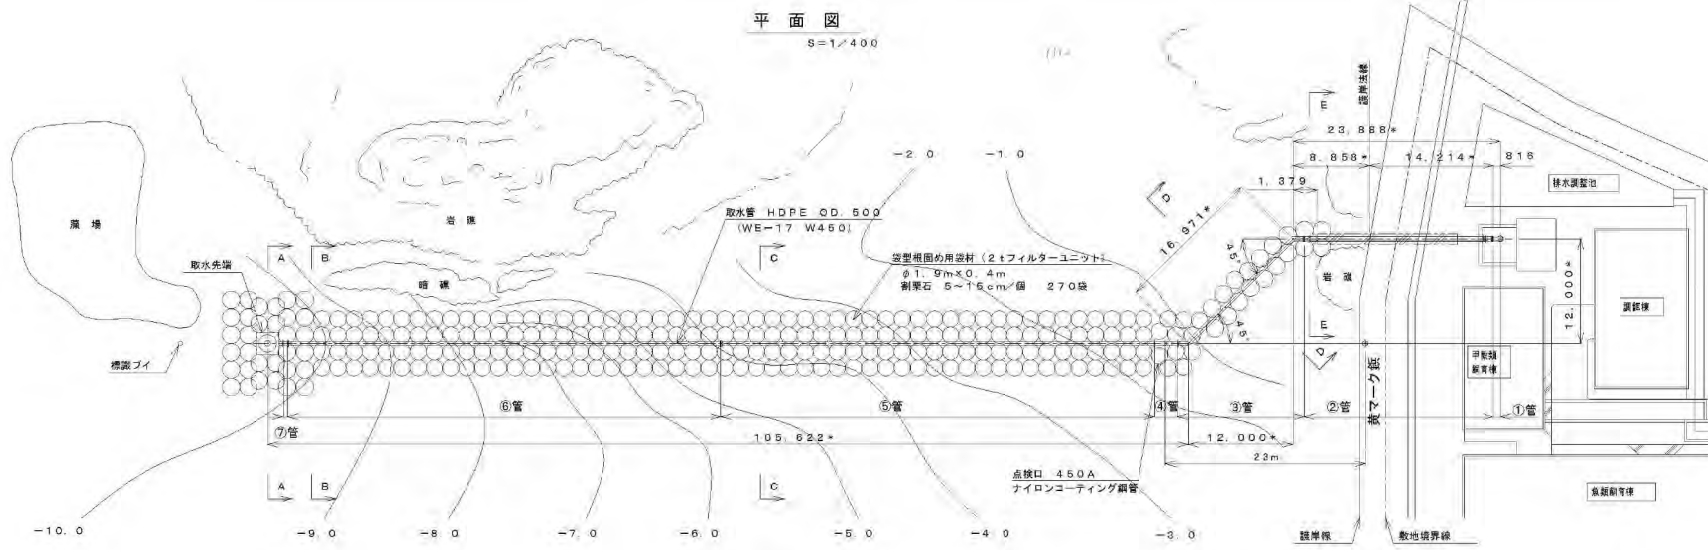 平面図
S=1/400
護岸法線
E
23,888*
8.858*
14,214*
816
-2.0
-1.0
1,379
D
16,971*
排水調整池
藻場
岩礁
取水管 HDPE OD.500
(WE-17 W450)
A
B
C
取水先端
暗礁
袋型根固め用袋材(2tフィルターユニット)
φ1.9m×0.4m
割栗石 5~15cm/個 270袋
45°
45°
岩礁
12,000*
調餌棟
E
D
標識ブイ
甲殻類
飼育棟
⑥管
⑤管
④管
③管
②管
①管
⑦管
105,622*
12,000*
23m
A
B
C
点検口 450A
ナイロンコーティング鋼管
魚類飼育棟
-10.0
-9.0
-8.0
-7.0
-6.0
-5.0
-4.0
-3.0
護岸線
敷地境界線